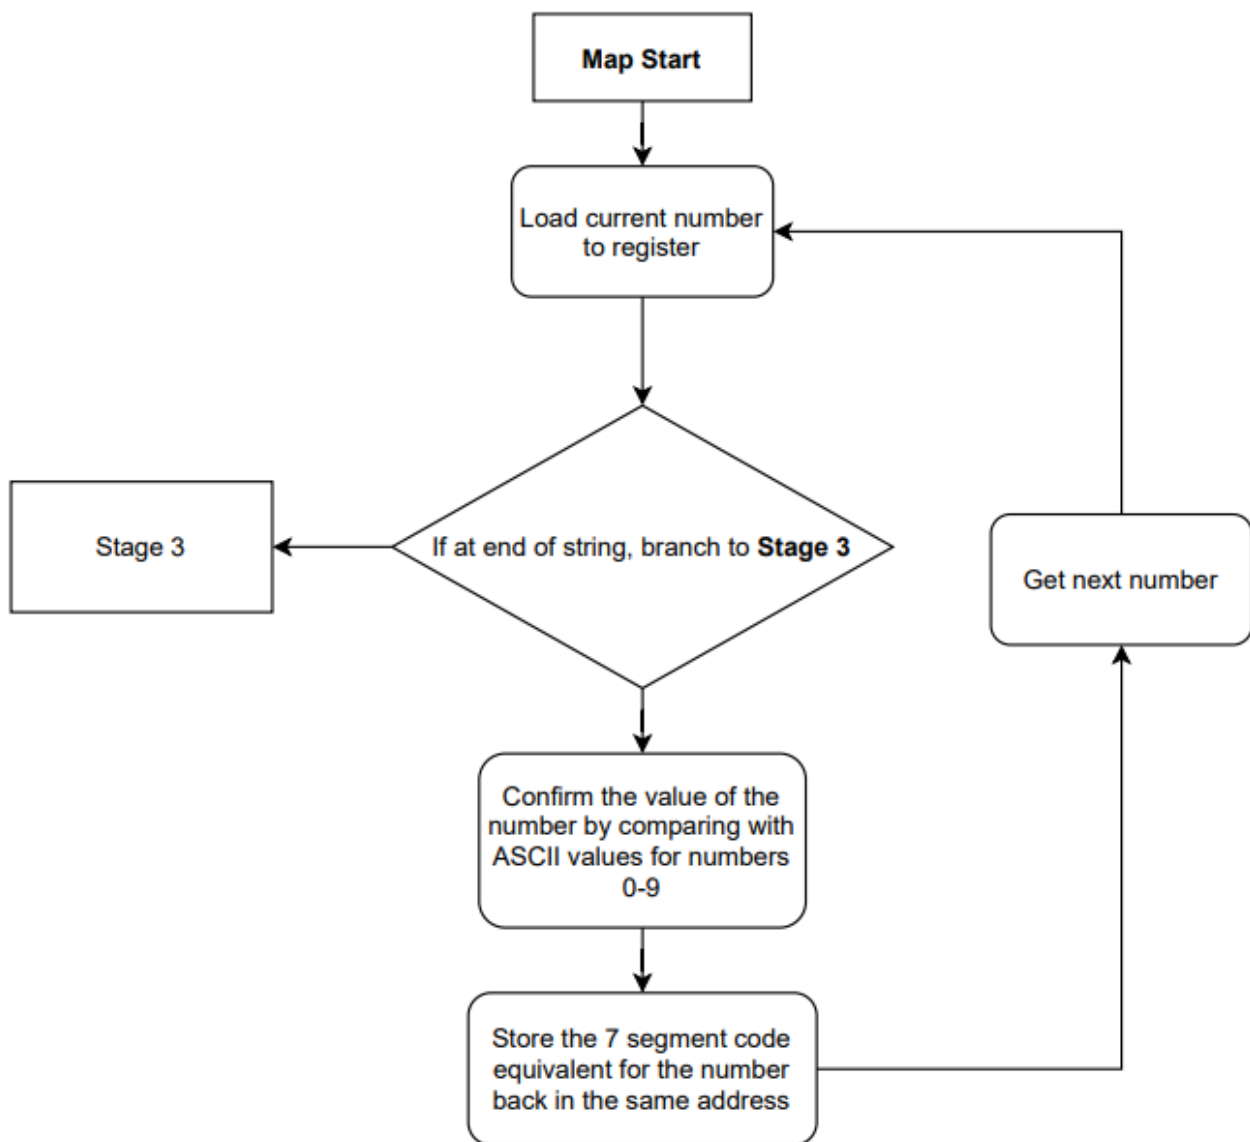 Map Start
Load current number
to register
If at end of string, branch to Stage 3
Stage 3
Get next number
Confirm the value of the
number by comparing with
ASCII values for numbers
0-9
Store the 7 segment code
equivalent for the number
back in the same address